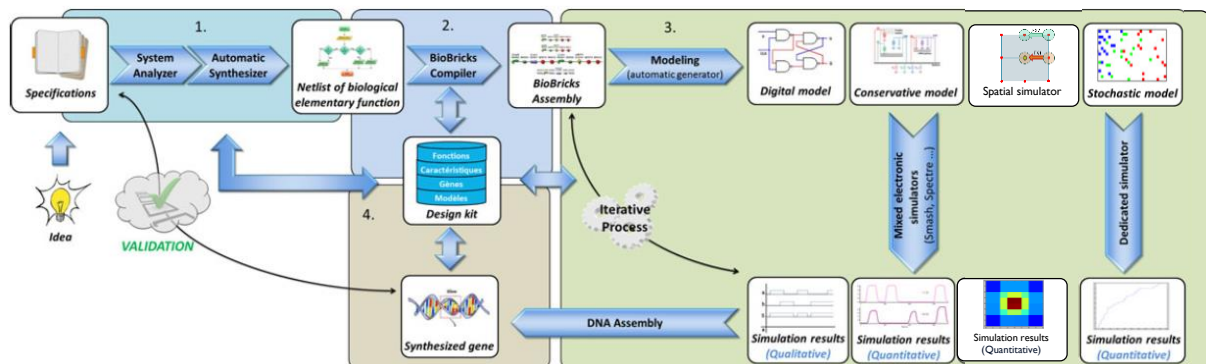 1.
2.
3.
System
Analyzer
Automatic
Synthesizer
Specifications
Netlist of biological
elementary function
BioBricks
Compiler
BioBricks
Assembly
Modeling
(automatic generator)
Digital model
Conservative model
Spatial simulator
Stochastic model
Fonctions
Caractéristiques
Gènes
Modèles
Design kit
4.
Idea
VALIDATION
Iterative
Process
Mixed electronic
simulators
(Smash, Spectre ...)
Dedicated simulator
Synthesized gene
DNA Assembly
Simulation results
(Qualitative)
Simulation results
(Quantitative)
Simulation results
(Quantitative)
Simulation results
(Quantitative)